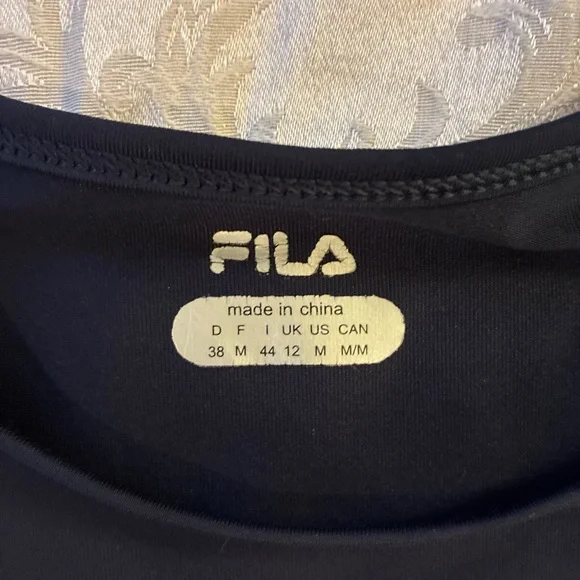 FILA
made in china
D F I UK US CAN
38 M 44 12 M M/M